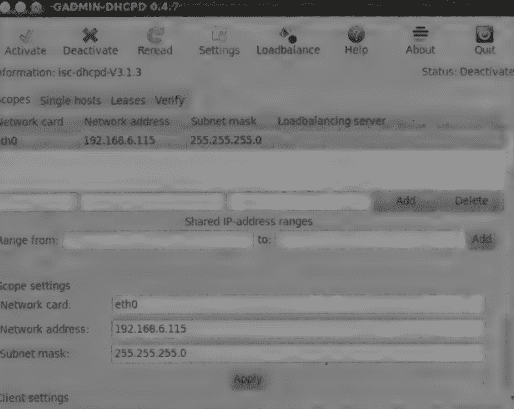 GADMIN-DHCPD 0.4.7
Activate Deactivate Reread Settings Loadbalance Help About Quit
nformation: isc-dhcpd-V3.1.3 Status: Deactivate
Scopes Single hosts Leases Verify
Network card Network address Subnet mask Loadbalancing server
eth0 192.168.6.115 255.255.255.0
Add Delete
Shared IP-address ranges
Range from: to: Add
Scope settings
Network card: eth0
Network address: 192.168.6.115
Subnet mask: 255.255.255.0
Apply
Client settings